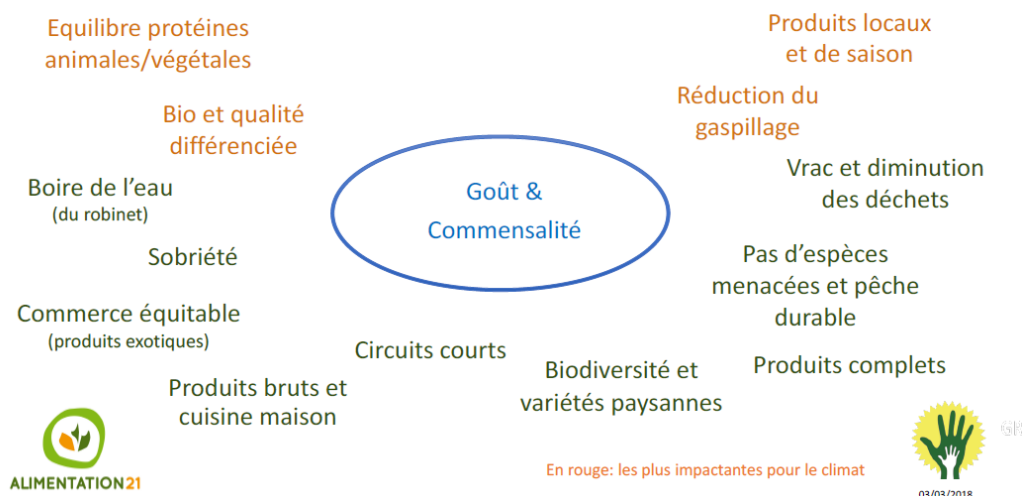 Equilibre protéines
animales/végétales
Produits locaux
et de saison
Bio et qualité
différenciée
Réduction du
gaspillage
Boire de l’eau
(du robinet)
Goût &
Commensalité
Vrac et diminution
des déchets
Sobriété
Pas d’espèces
menacées et pêche
durable
Commerce équitable
(produits exotiques)
Circuits courts
Biodiversité et
variétés paysannes
Produits complets
Produits bruts et
cuisine maison
ALIMENTATION21
En rouge: les plus impactantes pour le climat
03/03/2018